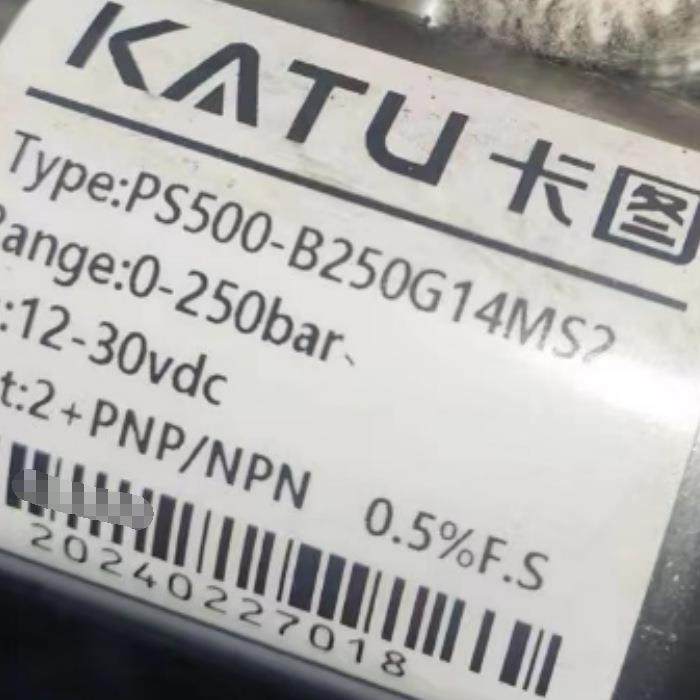 KATU 卡图
Type:PS500-B250G14MS2
ange:0-250bar、
:12-30vdc
t:2+PNP/NPN 0.5%F.S
20240227018